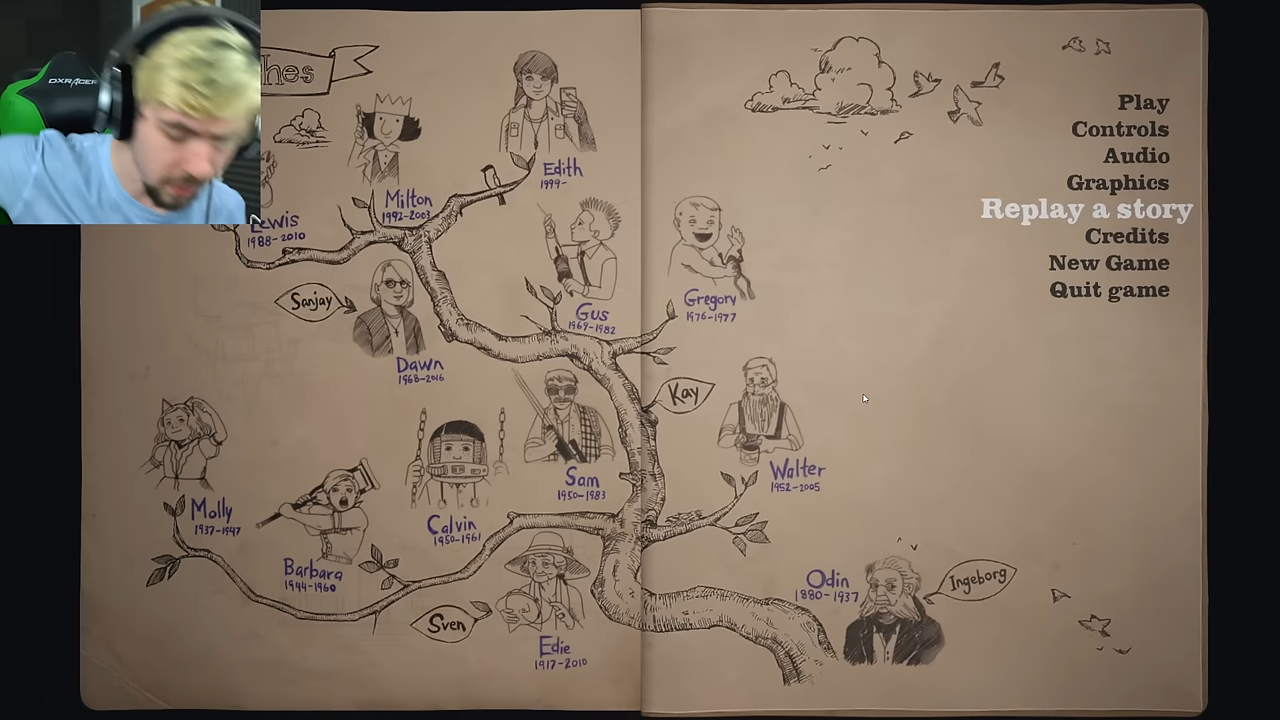 DXRACER
hes
Edith
1999-
Milton
1992-2003
Lewis
1988-2010
Sanjay
Dawn
1968-2016
Gus
1969-1982
Gregory
1976-1977
Kay
Sam
1950-1983
Walter
1952-2005
Molly
1937-1947
Barbara
1944-1960
Calvin
1950-1961
Sven
Edie
1917-2010
Odin
1880-1937
Ingeborg
Play
Controls
Audio
Graphics
Replay a story
Credits
New Game
Quit game